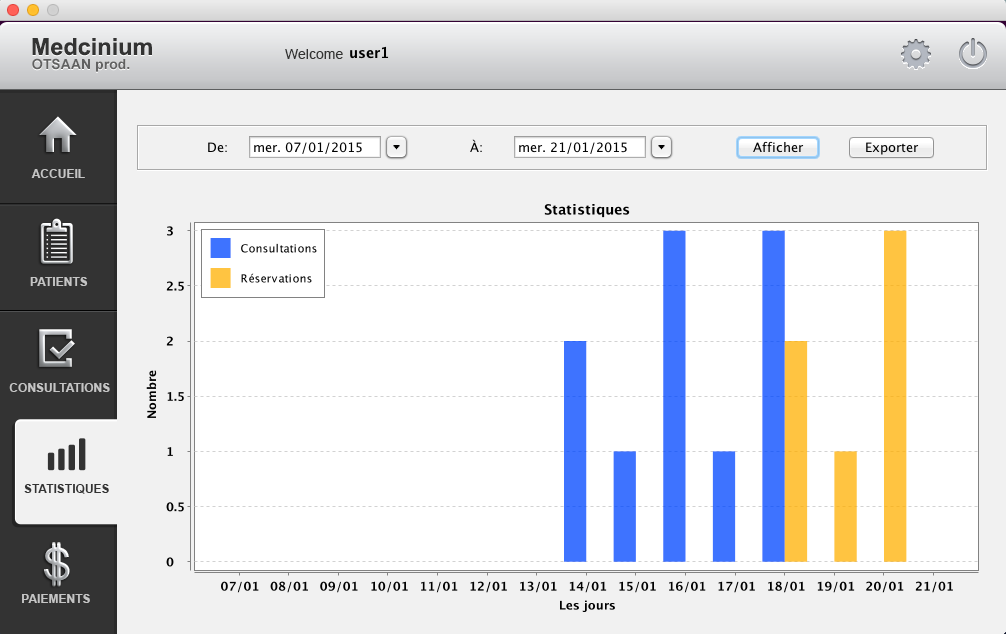 Medcinium
OTSAAN prod.
Welcome user1
ACCUEIL
PATIENTS
CONSULTATIONS
STATISTIQUES
PAIEMENTS
De: mer. 07/01/2015 À: mer. 21/01/2015 Afficher Exporter
Statistiques
Consultations
Réservations
Nombre
3
2.5
2
1.5
1
0.5
0
07/01 08/01 09/01 10/01 11/01 12/01 13/01 14/01 15/01 16/01 17/01 18/01 19/01 20/01 21/01
Les jours